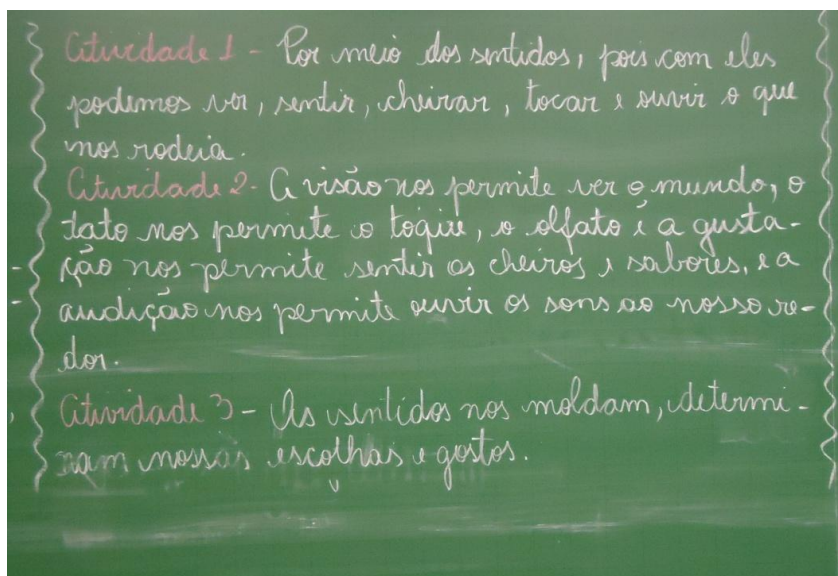 Atividade 1 - Por meio dos sentidos, pois com eles
podemos ver, sentir, cheirar, tocar e ouvir o que
nos rodeia.
Atividade 2 - A visão nos permite ver o mundo, o
tato nos permite o toque, o olfato e a gusta-
ção nos permite sentir os cheiros e sabores, e a
audição nos permite ouvir os sons ao nosso re-
dor.
Atividade 3 - Os sentidos nos moldam, determi-
nam nossas escolhas e gostos.